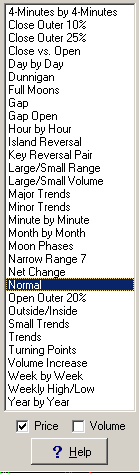 4-Minutes by 4-Minutes
Close Outer 10%
Close Outer 25%
Close vs. Open
Day by Day
Dunnigan
Full Moons
Gap
Gap Open
Hour by Hour
Island Reversal
Key Reversal Pair
Large/Small Range
Large/Small Volume
Major Trends
Minor Trends
Minute by Minute
Month by Month
Moon Phases
Narrow Range 7
Net Change
Normal
Open Outer 20%
Outside/Inside
Small Trends
Trends
Turning Points
Volume Increase
Week by Week
Weekly High/Low
Year by Year
Price Volume
? Help